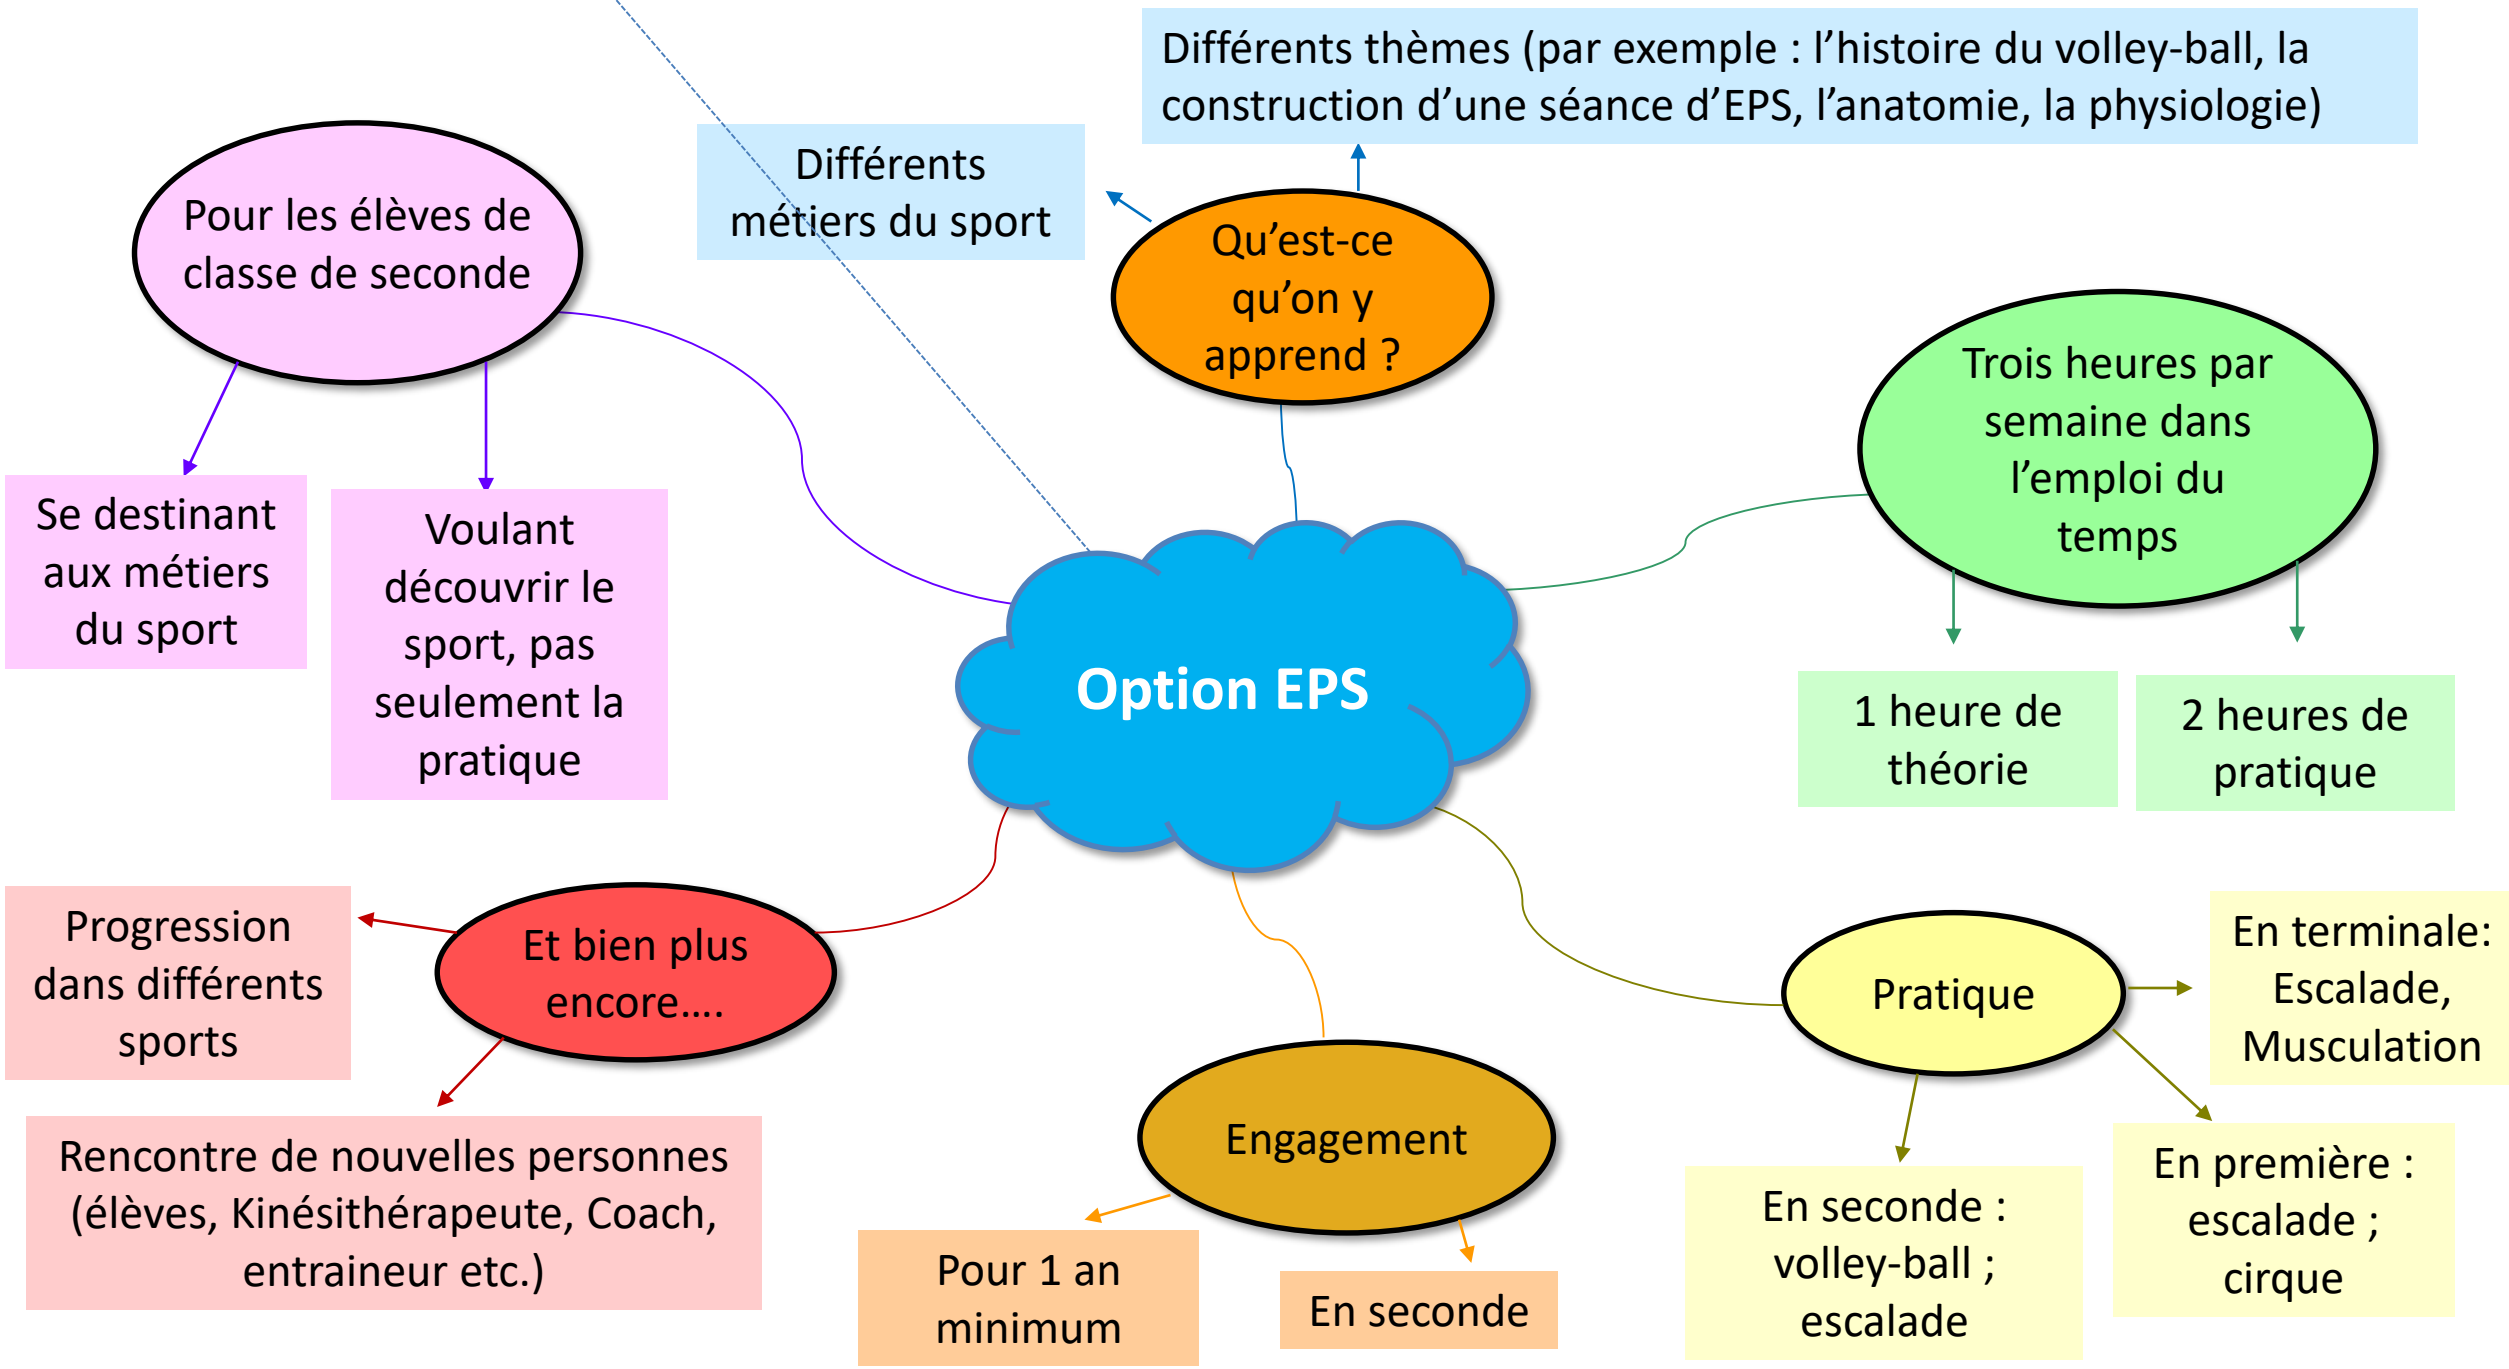 Différents thèmes (par exemple : l’histoire du volley-ball, la
construction d’une séance d’EPS, l’anatomie, la physiologie)
Différents
métiers du sport
Pour les élèves de
classe de seconde
Qu’est-ce
qu’on y
apprend ?
Trois heures par
semaine dans
l’emploi du
temps
Se destinant
aux métiers
du sport
Voulant
découvrir le
sport, pas
seulement la
pratique
Option EPS
1 heure de
théorie
2 heures de
pratique
Progression
dans différents
sports
Et bien plus
encore….
Pratique
En terminale:
Escalade,
Musculation
Rencontre de nouvelles personnes
(élèves, Kinésithérapeute, Coach,
entraineur etc.)
Engagement
Pour 1 an
minimum
En seconde
En seconde :
volley-ball ;
escalade
En première :
escalade ;
cirque